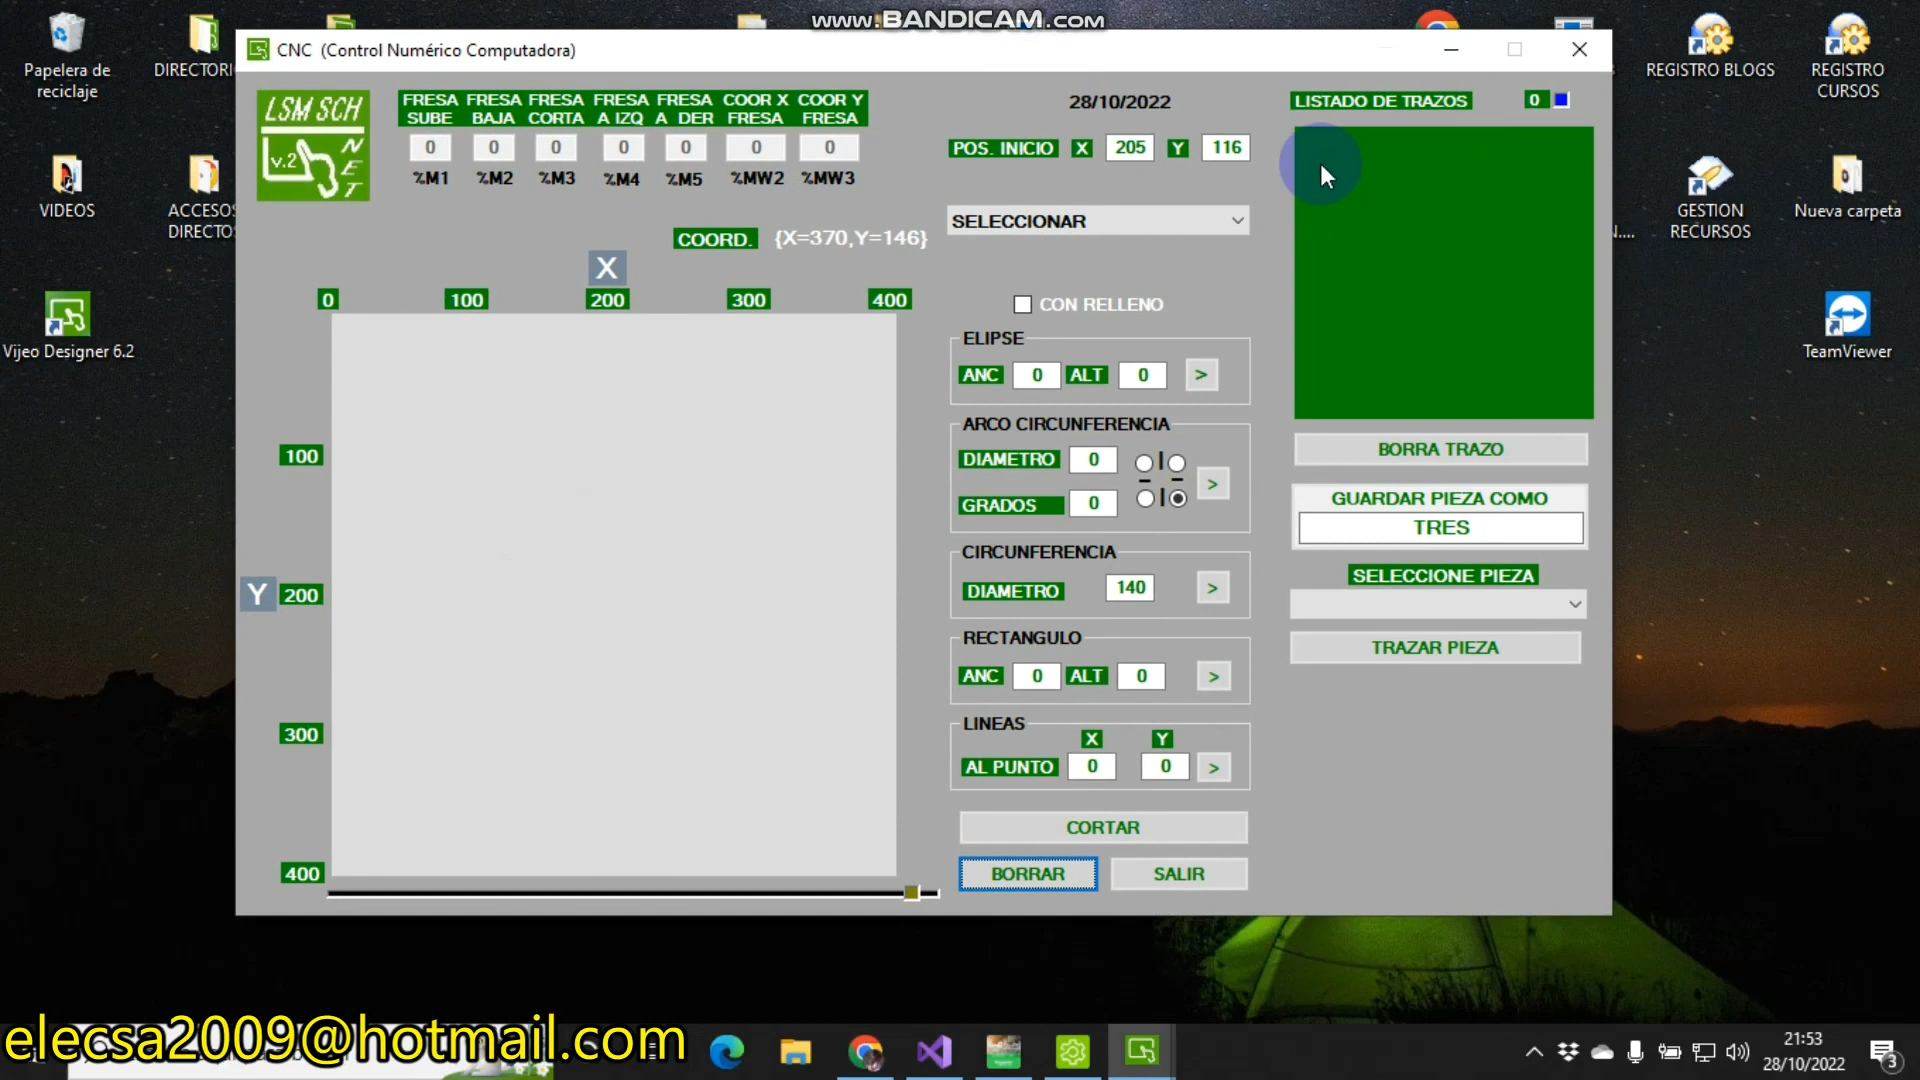 www.BANDICAM.com
Papelera de
reciclaje
DIRECTORI
REGISTRO BLOGS
REGISTRO
CURSOS
VIDEOS
ACCESOS
DIRECTO
GESTION
RECURSOS
Nueva carpeta
Vijeo Designer 6.2
TeamViewer
CNC (Control Numérico Computadora)
LSM SCH
v.2
NET
FRESA SUBE
FRESA BAJA
FRESA CORTA
FRESA A IZQ
FRESA A DER
COOR X FRESA
COOR Y FRESA
0 0 0 0 0 0 0
%M1 %M2 %M3 %M4 %M5 %MW2 %MW3
28/10/2022
POS. INICIO X 205 Y 116
COORD. {X=370,Y=146}
SELECCIONAR
X
0 100 200 300 400
Y
100
200
300
400
CON RELLENO
ELIPSE
ANC 0 ALT 0 >
ARCO CIRCUNFERENCIA
DIAMETRO 0
GRADOS 0 >
CIRCUNFERENCIA
DIAMETRO 140 >
RECTANGULO
ANC 0 ALT 0 >
LINEAS
X Y
AL PUNTO 0 0 >
CORTAR
BORRAR SALIR
LISTADO DE TRAZOS 0
BORRA TRAZO
GUARDAR PIEZA COMO
TRES
SELECCIONE PIEZA
TRAZAR PIEZA
elecsa2009@hotmail.com
21:53
28/10/2022
3